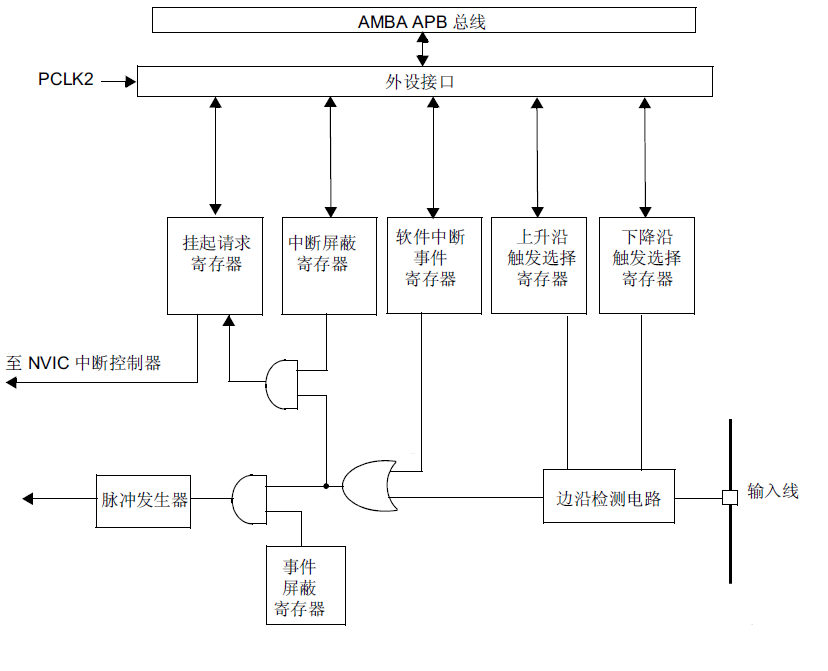 AMBA APB 总线
PCLK2
外设接口
挂起请求
寄存器
中断屏蔽
寄存器
软件中断
事件
寄存器
上升沿
触发选择
寄存器
下降沿
触发选择
寄存器
至 NVIC 中断控制器
脉冲发生器
边沿检测电路
输入线
事件
屏蔽
寄存器